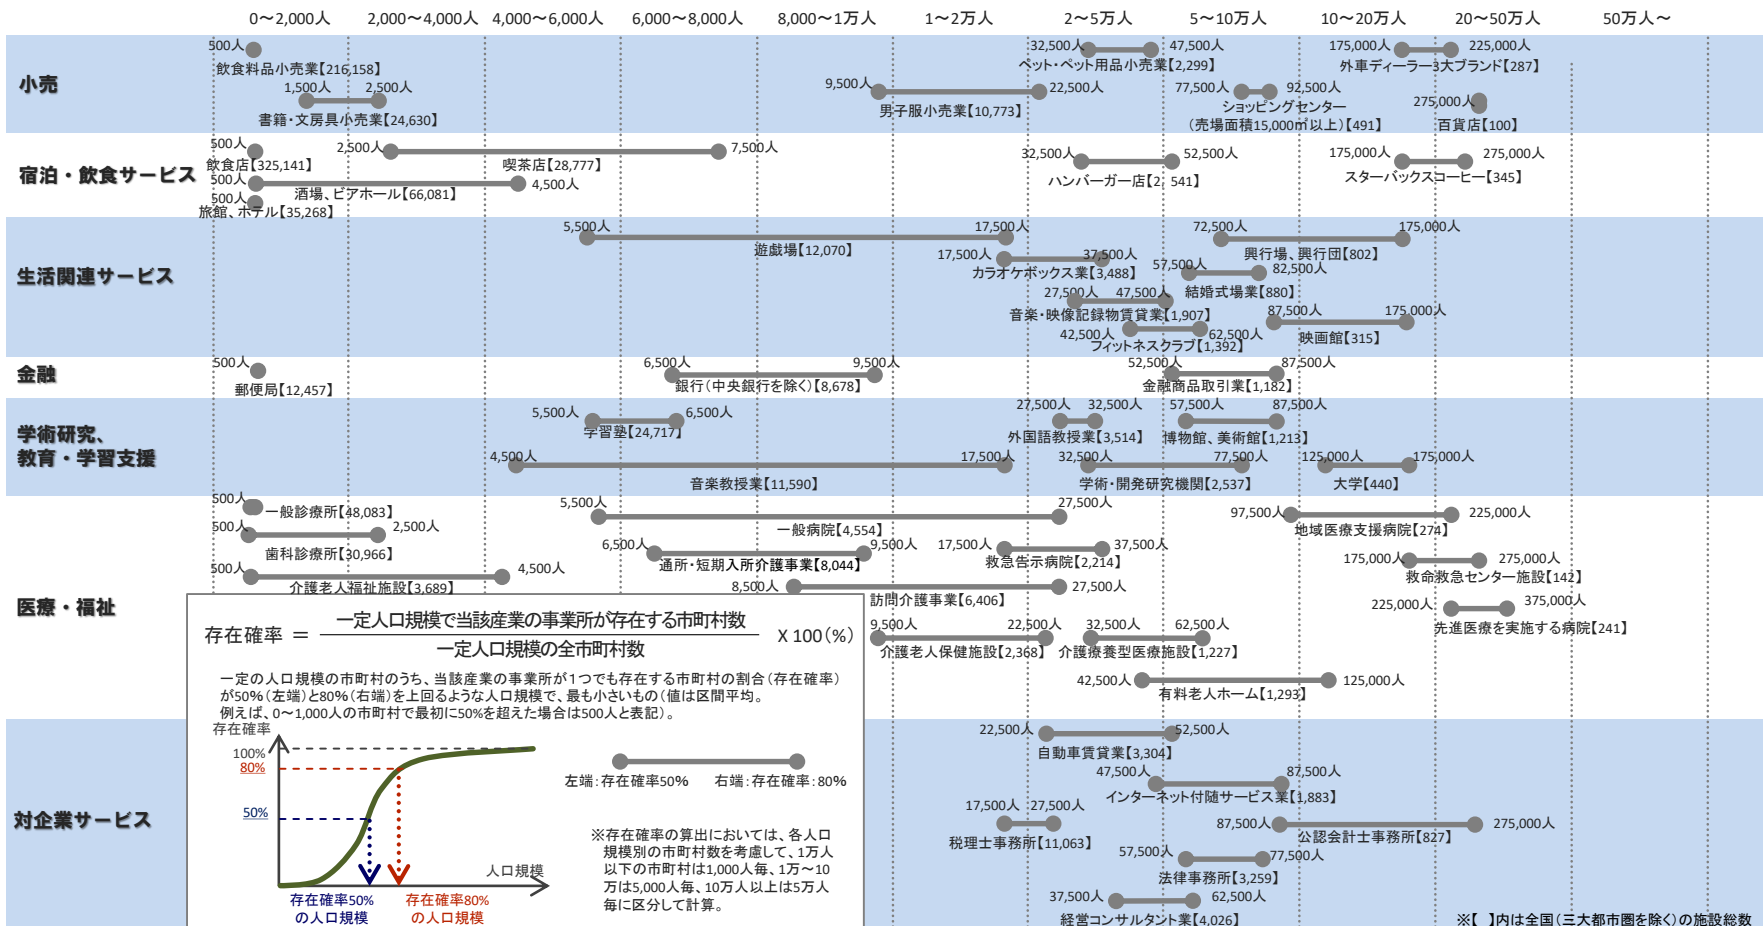 0～2,000人 2,000～4,000人 4,000～6,000人 6,000～8,000人 8,000～1万人 1～2万人 2～5万人 5～10万人 10～20万人 20～50万人 50万人～
小売
500人
飲食料品小売業【216,158】
1,500人 2,500人
書籍・文房具小売業【24,630】
9,500人 22,500人
男子服小売業【10,773】
32,500人 47,500人
ペット・ペット用品小売業【2,299】
77,500人 92,500人
ショッピングセンター
（売場面積15,000㎡以上）【491】
175,000人 225,000人
外車ディーラー3大ブランド【287】
275,000人
百貨店【100】
宿泊・飲食サービス
500人
飲食店【325,141】
2,500人 7,500人
喫茶店【28,777】
500人 4,500人
酒場、ビアホール【66,081】
500人
旅館、ホテル【35,268】
32,500人 52,500人
ハンバーガー店【2，541】
175,000人 275,000人
スターバックスコーヒー【345】
生活関連サービス
5,500人 17,500人
遊戯場【12,070】
17,500人 37,500人
カラオケボックス業【3,488】
27,500人 47,500人
音楽・映像記録物賃貸業【1,907】
42,500人 62,500人
フィットネスクラブ【1,392】
72,500人 175,000人
興行場、興行団【802】
57,500人 82,500人
結婚式場業【880】
87,500人 175,000人
映画館【315】
金融
500人
郵便局【12,457】
6,500人 9,500人
銀行（中央銀行を除く）【8,678】
52,500人 87,500人
金融商品取引業【1,182】
学術研究、
教育・学習支援
5,500人 6,500人
学習塾【24,717】
4,500人 17,500人
音楽教授業【11,590】
27,500人 32,500人
外国語教授業【3,514】
57,500人 87,500人
博物館、美術館【1,213】
32,500人 77,500人
学術・開発研究機関【2,537】
125,000人 175,000人
大学【440】
医療・福祉
500人
一般診療所【48,083】
500人 2,500人
歯科診療所【30,966】
500人 4,500人
介護老人福祉施設【3,689】
5,500人 27,500人
一般病院【4,554】
6,500人 9,500人
通所・短期入所介護事業【8,044】
17,500人 37,500人
救急告示病院【2,214】
8,500人 27,500人
訪問介護事業【6,406】
9,500人 22,500人
介護老人保健施設【2,368】
32,500人 62,500人
介護療養型医療施設【1,227】
42,500人 125,000人
有料老人ホーム【1,293】
97,500人 225,000人
地域医療支援病院【274】
175,000人 275,000人
救命救急センター施設【142】
225,000人 375,000人
先進医療を実施する病院【241】
対企業サービス
22,500人 52,500人
自動車賃貸業【3,304】
47,500人 87,500人
インターネット付随サービス業【1,883】
17,500人 27,500人
税理士事務所【11,063】
87,500人 275,000人
公認会計士事務所【827】
57,500人 77,500人
法律事務所【3,259】
37,500人 62,500人
経営コンサルタント業【4,026】
存在確率 ＝ 一定人口規模で当該産業の事業所が存在する市町村数 X 100（%）
一定人口規模の全市町村数
一定の人口規模の市町村のうち、当該産業の事業所が1つでも存在する市町村の割合（存在確率）
が50%（左端）と80%（右端）を上回るような人口規模で、最も小さいもの（値は区間平均。
例えば、0～1,000人の市町村で最初に50%を超えた場合は500人と表記）。
存在確率
100%
80%
50%
人口規模
存在確率50%
の人口規模
存在確率80%
の人口規模
左端：存在確率50% 右端：存在確率：80%
※存在確率の算出においては、各人口
規模別の市町村数を考慮して、1万人
以下の市町村は1,000人毎、1万～10
万は5,000人毎、10万人以上は5万人
毎に区分して計算。
※【 】内は全国（三大都市圏を除く）の施設総数